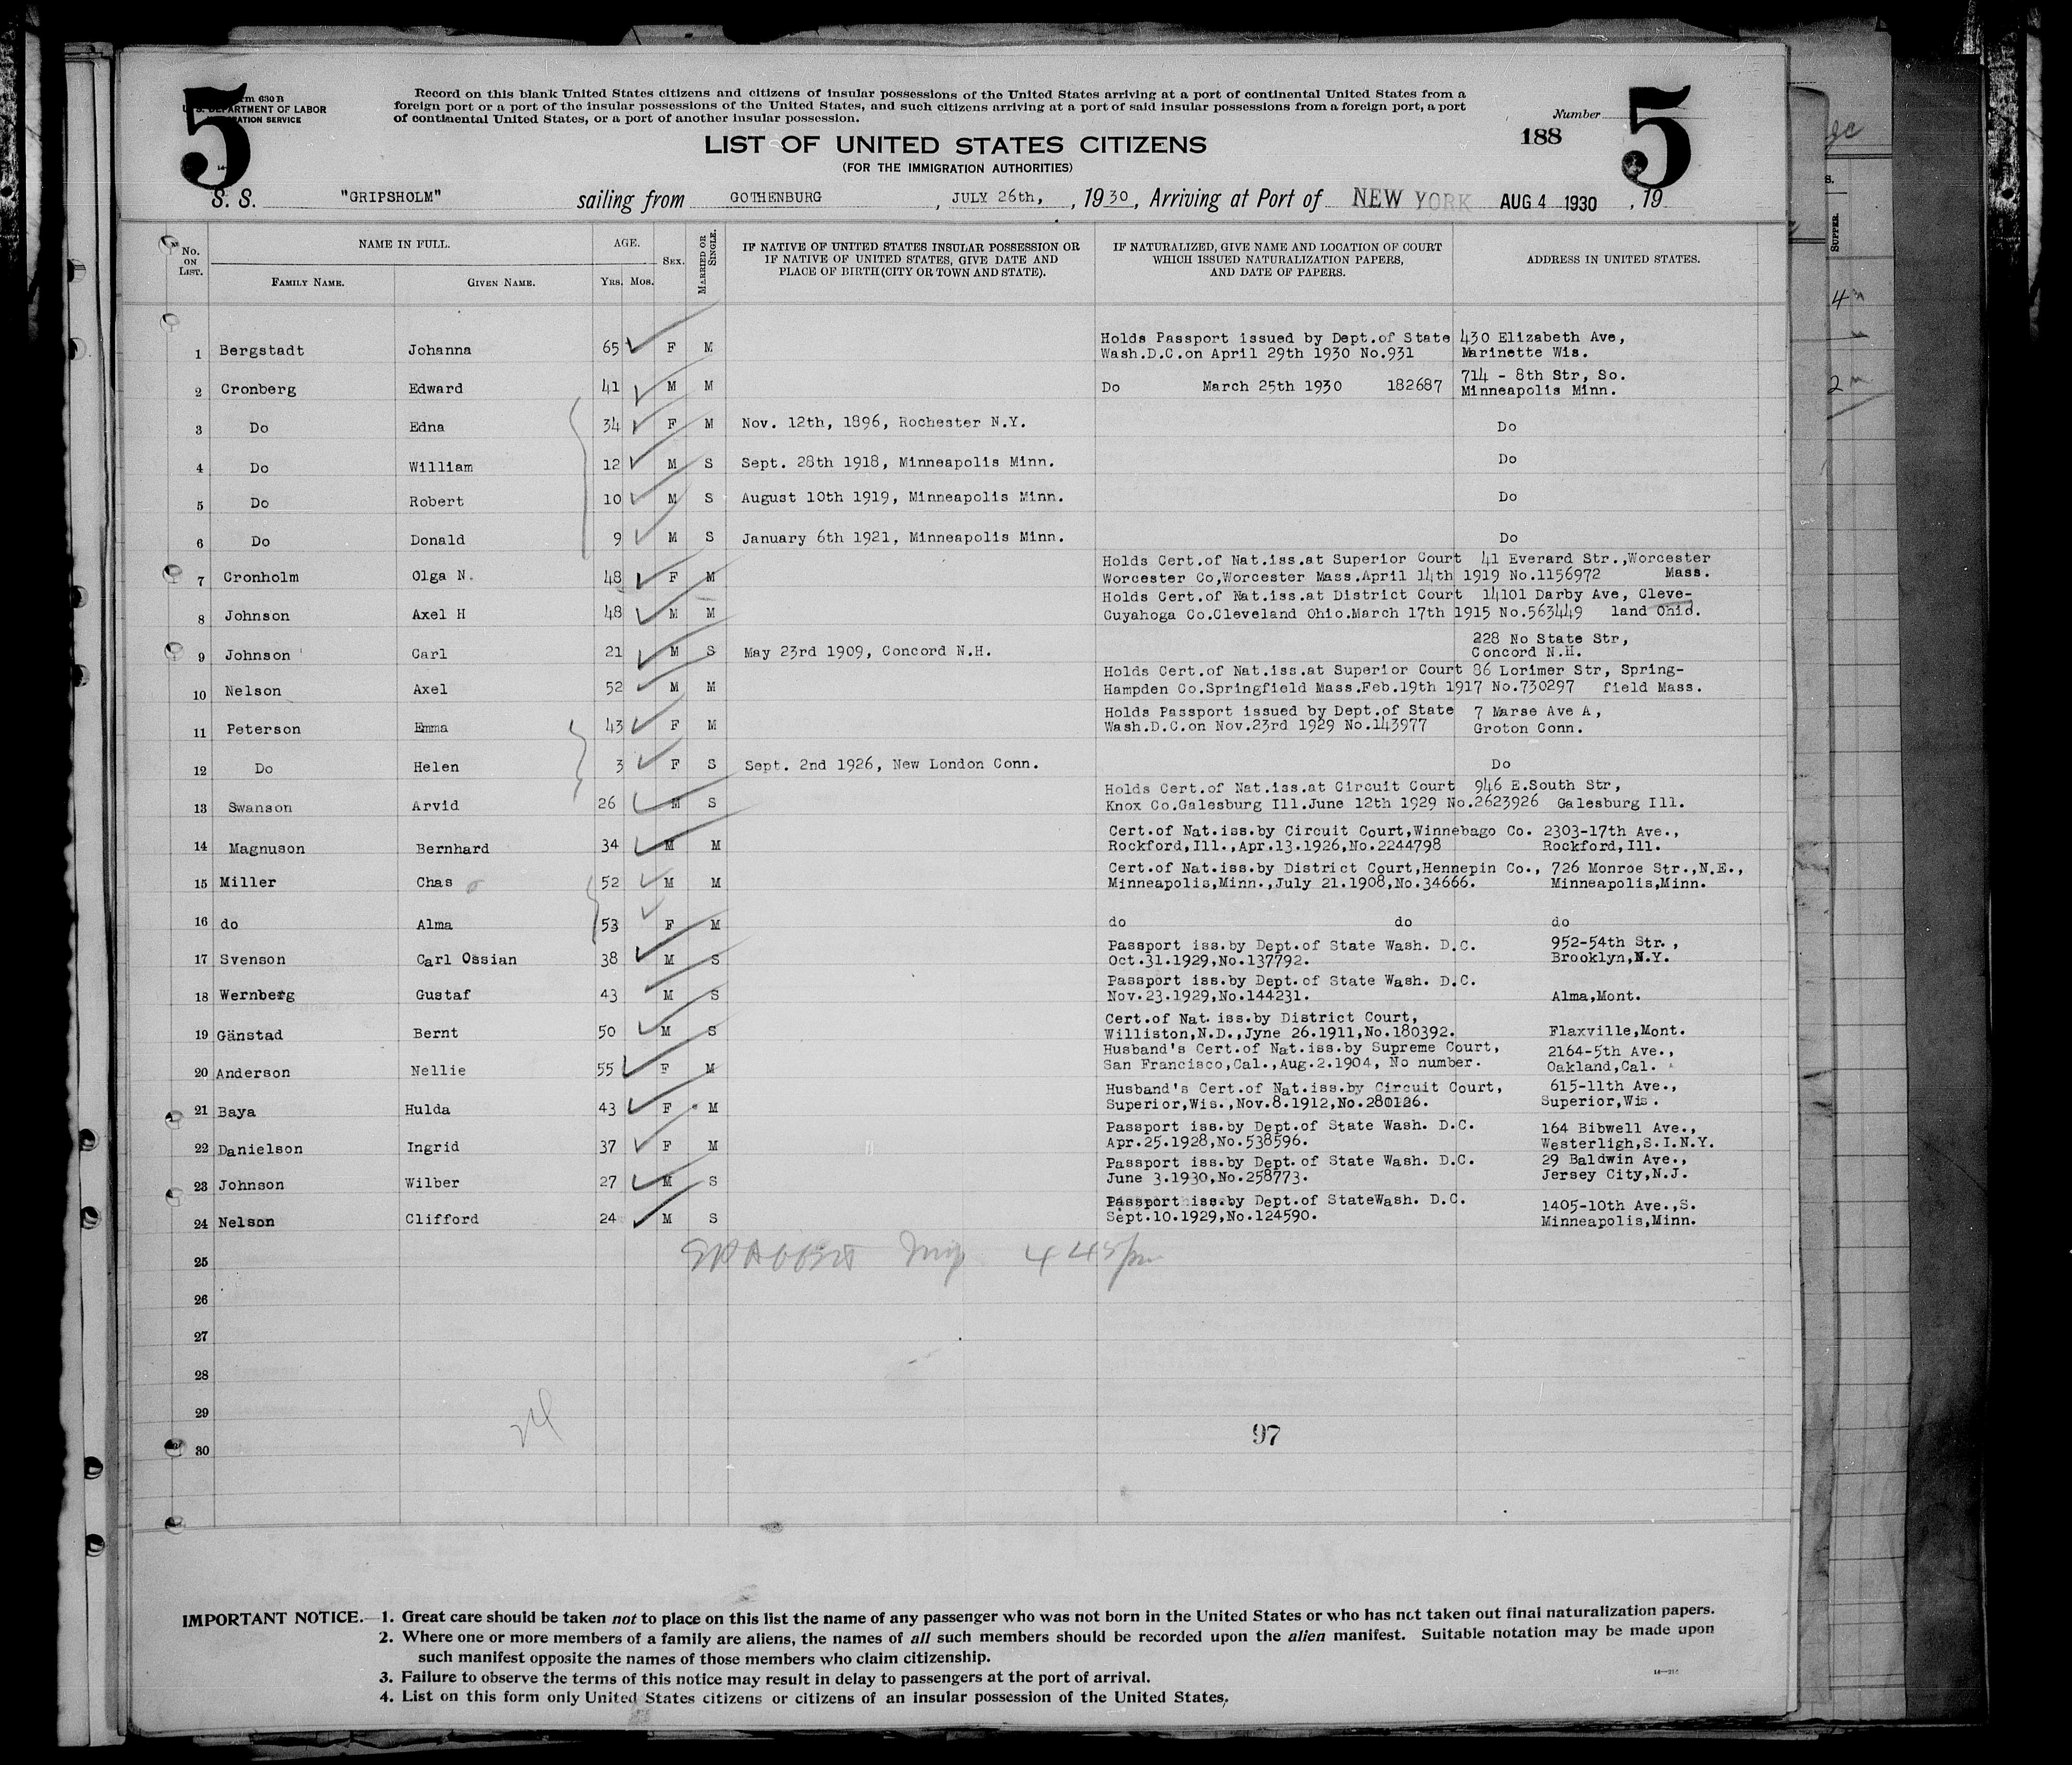 5
Form 630 B
U. S. DEPARTMENT OF LABOR
IMMIGRATION SERVICE
Record on this blank United States citizens and citizens of insular possessions of the United States arriving at a port of continental United States from a
foreign port or a port of the insular possessions of the United States, and such citizens arriving at a port of said insular possessions from a foreign port, a port
of continental United States, or a port of another insular possession.
Number
188
5
LIST OF UNITED STATES CITIZENS
(FOR THE IMMIGRATION AUTHORITIES)
S. S. "GRIPSHOLM" sailing from GOTHENBURG, JULY 26th, , 1930, Arriving at Port of NEW YORK AUG 4 1930 , 19
No. ON LIST.
NAME IN FULL.
FAMILY NAME.
GIVEN NAME.
AGE.
YRS. MOS.
SEX.
MARRIED OR SINGLE.
IF NATIVE OF UNITED STATES INSULAR POSSESSION OR
IF NATIVE OF UNITED STATES, GIVE DATE AND
PLACE OF BIRTH (CITY OR TOWN AND STATE).
IF NATURALIZED, GIVE NAME AND LOCATION OF COURT
WHICH ISSUED NATURALIZATION PAPERS,
AND DATE OF PAPERS.
ADDRESS IN UNITED STATES.
Holds Passport issued by Dept.of State 430 Elizabeth Ave,
1 Bergstadt Johanna 65 F M Wash.D.C.on April 29th 1930 No.931 Marinette Wis.
714 - 8th Str, So.
2 Cronberg Edward 41 M M Do March 25th 1930 182687 Minneapolis Minn.
3 Do Edna 34 F M Nov. 12th, 1896, Rochester N.Y. Do
4 Do William 12 M S Sept. 28th 1918, Minneapolis Minn. Do
5 Do Robert 10 M S August 10th 1919, Minneapolis Minn. Do
6 Do Donald 9 M S January 6th 1921, Minneapolis Minn. Do
Holds Cert.of Nat.iss.at Superior Court 41 Everard Str.,Worcester
7 Cronholm Olga N. 48 F M Worcester Co,Worcester Mass.April 14th 1919 No.1156972 Mass.
Holds Cert.of Nat.iss.at District Court 14101 Darby Ave, Cleve-
8 Johnson Axel H 48 M M Cuyahoga Co.Cleveland Ohio.March 17th 1915 No.563449 land Ohio.
228 No State Str,
9 Johnson Carl 21 M S May 23rd 1909, Concord N.H. Concord N.H.
Holds Cert.of Nat.iss.at Superior Court 86 Lorimer Str, Spring-
10 Nelson Axel 52 M M Hampden Co.Springfield Mass.Feb.19th 1917 No.730297 field Mass.
Holds Passport issued by Dept.of State 7 Marse Ave A,
11 Peterson Emma 43 F M Wash.D.C.on Nov.23rd 1929 No.143977 Groton Conn.
12 Do Helen 3 F S Sept. 2nd 1926, New London Conn. Do
Holds Cert.of Nat.iss.at Circuit Court 946 E.South Str,
13 Swanson Arvid 26 M S Knox Co.Galesburg Ill.June 12th 1929 No.2623926 Galesburg Ill.
Cert.of Nat.iss.by Circuit Court,Winnebago Co. 2303-17th Ave.,
14 Magnuson Bernhard 34 M M Rockford,Ill.,Apr.13.1926,No.2244798 Rockford,Ill.
Cert.of Nat.iss.by District Court,Hennepin Co., 726 Monroe Str.,N.E.,
15 Miller Chas 52 M M Minneapolis,Minn.,July 21.1908,No.34666. Minneapolis,Minn.
16 do Alma 53 F M do do do
Passport iss.by Dept.of State Wash. D.C. 952-54th Str.,
17 Svenson Carl Ossian 38 M S Oct.31.1929,No.137792. Brooklyn,N.Y.
Passport iss.by Dept.of State Wash. D.C.
18 Wernberg Gustaf 43 M S Nov.23.1929,No.144231. Alma,Mont.
Cert.of Nat. iss.by District Court,
19 Gänstad Bernt 50 M S Williston,N.D.,Jyne 26.1911,No.180392. Flaxville,Mont.
Husband's Cert.of Nat.iss.by Supreme Court, 2164-5th Ave.,
20 Anderson Nellie 55 F M San Francisco,Cal.,Aug.2.1904, No number. Oakland,Cal.
Husband's Cert.of Nat.iss.by Circuit Court, 615-11th Ave.,
21 Baya Hulda 43 F M Superior,Wis.,Nov.8.1912,No.280126. Superior,Wis.
Passport iss.by Dept.of State Wash. D.C. 164 Bibwell Ave.,
22 Danielson Ingrid 37 F M Apr.25.1928,No.538596. Westerligh,S.I.N.Y.
Passport iss.by Dept.of State Wash. D.C. 29 Baldwin Ave.,
23 Johnson Wilber 27 M S June 3.1930,No.258773. Jersey City,N.J.
Passport iss.by Dept.of StateWash. D.C. 1405-10th Ave.,S.
24 Nelson Clifford 24 M S Sept.10.1929,No.124590. Minneapolis,Minn.
4 45 pm
25
26
27
28
29
30
97
IMPORTANT NOTICE.—1. Great care should be taken not to place on this list the name of any passenger who was not born in the United States or who has not taken out final naturalization papers.
2. Where one or more members of a family are aliens, the names of all such members should be recorded upon the alien manifest. Suitable notation may be made upon
such manifest opposite the names of those members who claim citizenship.
3. Failure to observe the terms of this notice may result in delay to passengers at the port of arrival.
4. List on this form only United States citizens or citizens of an insular possession of the United States.